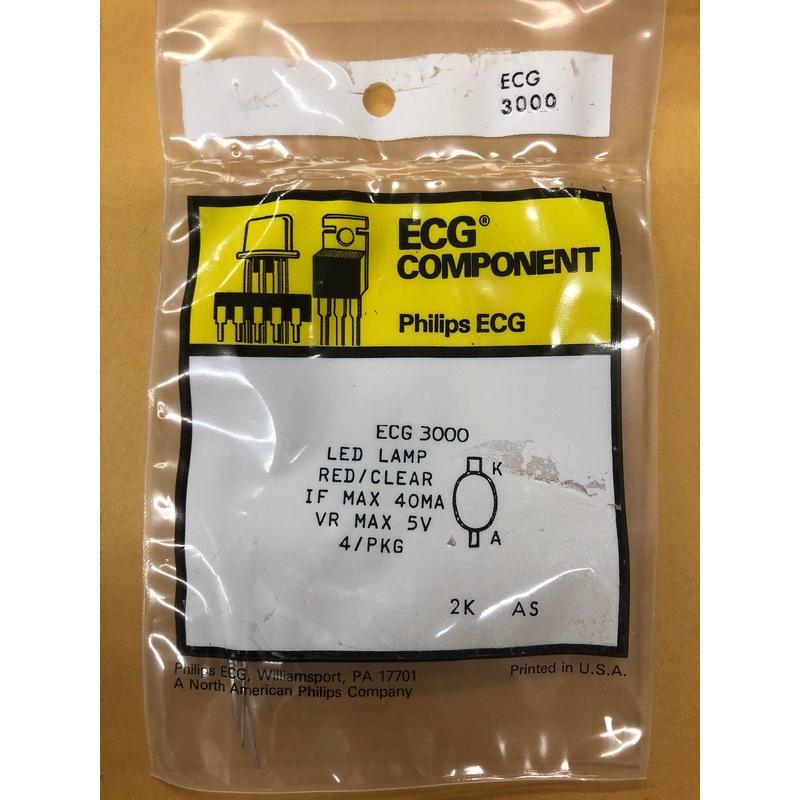 ECG
3000
ECG®
COMPONENT
Philips ECG
ECG 3000
LED LAMP
RED/CLEAR
IF MAX 40MA
VR MAX 5V
4/PKG
K
A
2K AS
Philips ECG, Williamsport, PA 17701
A North American Philips Company
Printed in U.S.A.